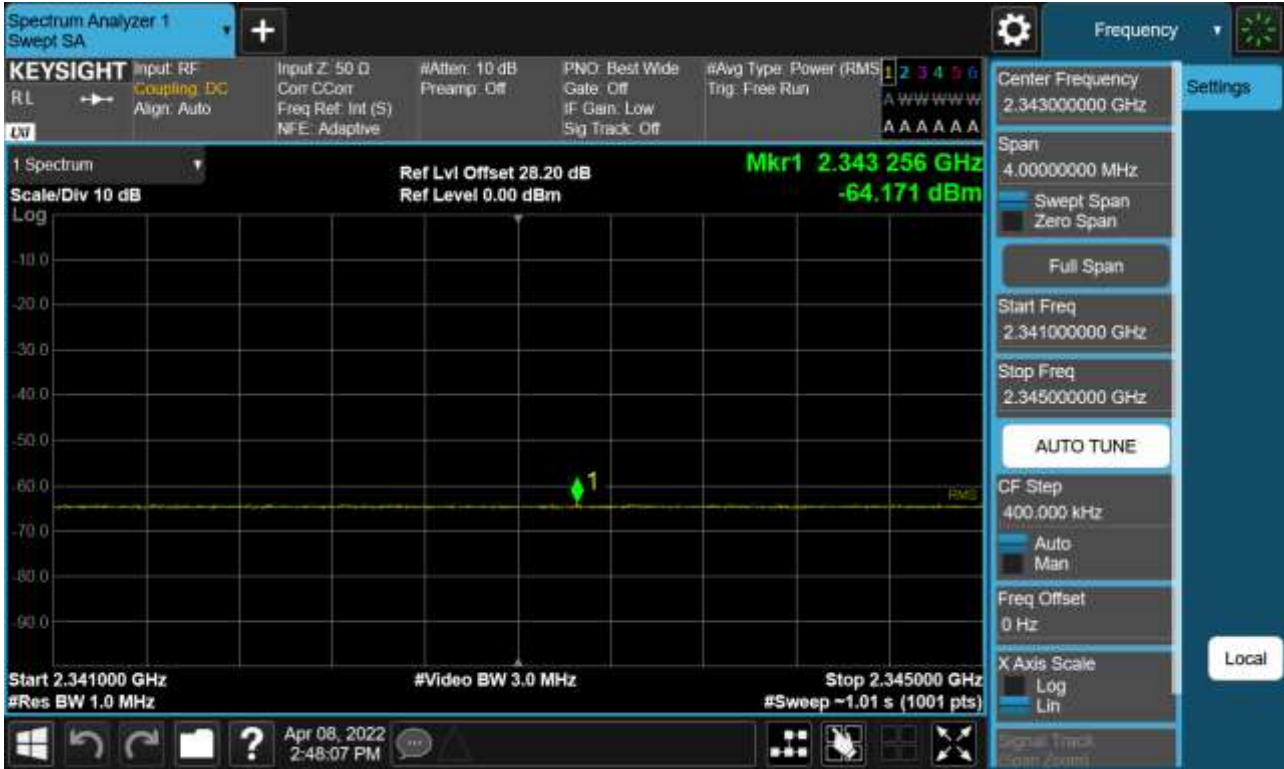 Spectrum Analyzer 1
Swept SA
+
Frequency
KEYSIGHT
RL
LXI
Input: RF
Coupling: DC
Align: Auto
Input Z: 50 Ω
Corr CCorr
Freq Ref: Int (S)
NFE: Adaptive
#Atten: 10 dB
Preamp: Off
PNO: Best Wide
Gate: Off
IF Gain: Low
Sig Track: Off
#Avg Type: Power (RMS
Trig: Free Run
1 2 3 4 5 6
A W W W W W
A A A A A A
1 Spectrum
Scale/Div 10 dB
Log
Ref Lvl Offset 28.20 dB
Ref Level 0.00 dBm
Mkr1 2.343 256 GHz
-64.171 dBm
-10.0
-20.0
-30.0
-40.0
-50.0
-60.0
-70.0
-80.0
-90.0
1
RMS
Start 2.341000 GHz
#Res BW 1.0 MHz
#Video BW 3.0 MHz
Stop 2.345000 GHz
#Sweep ~1.01 s (1001 pts)
?
Apr 08, 2022
2:48:07 PM
Center Frequency
2.343000000 GHz
Span
4.00000000 MHz
Swept Span
Zero Span
Full Span
Start Freq
2.341000000 GHz
Stop Freq
2.345000000 GHz
AUTO TUNE
CF Step
400.000 kHz
Auto
Man
Freq Offset
0 Hz
X Axis Scale
Log
Lin
Signal Track
(Span Zoom)
Settings
Local